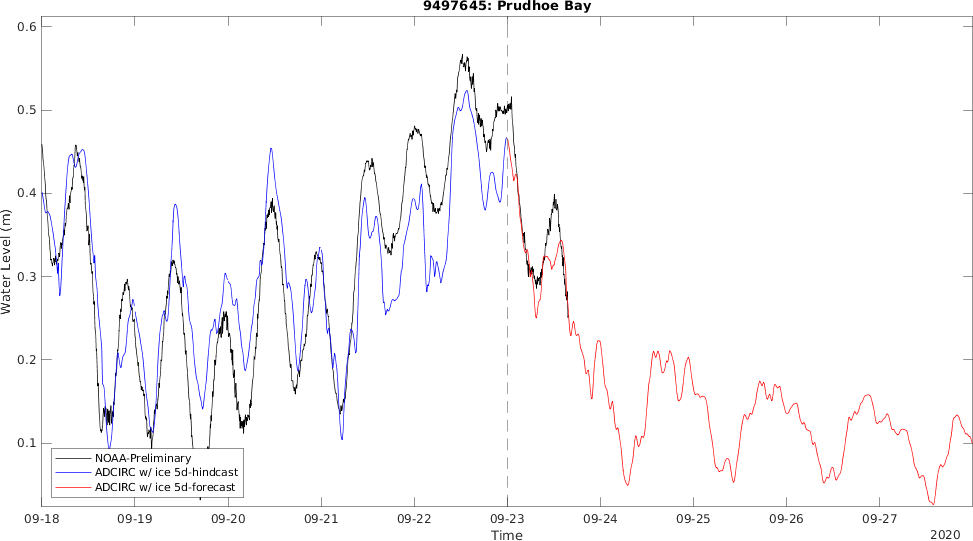 9497645: Prudhoe Bay
0.6
0.5
0.4
0.3
0.2
0.1
Water Level (m)
NOAA-Preliminary
ADCIRC w/ ice 5d-hindcast
ADCIRC w/ ice 5d-forecast
09-18 09-19 09-20 09-21 09-22 09-23 09-24 09-25 09-26 09-27
Time
2020